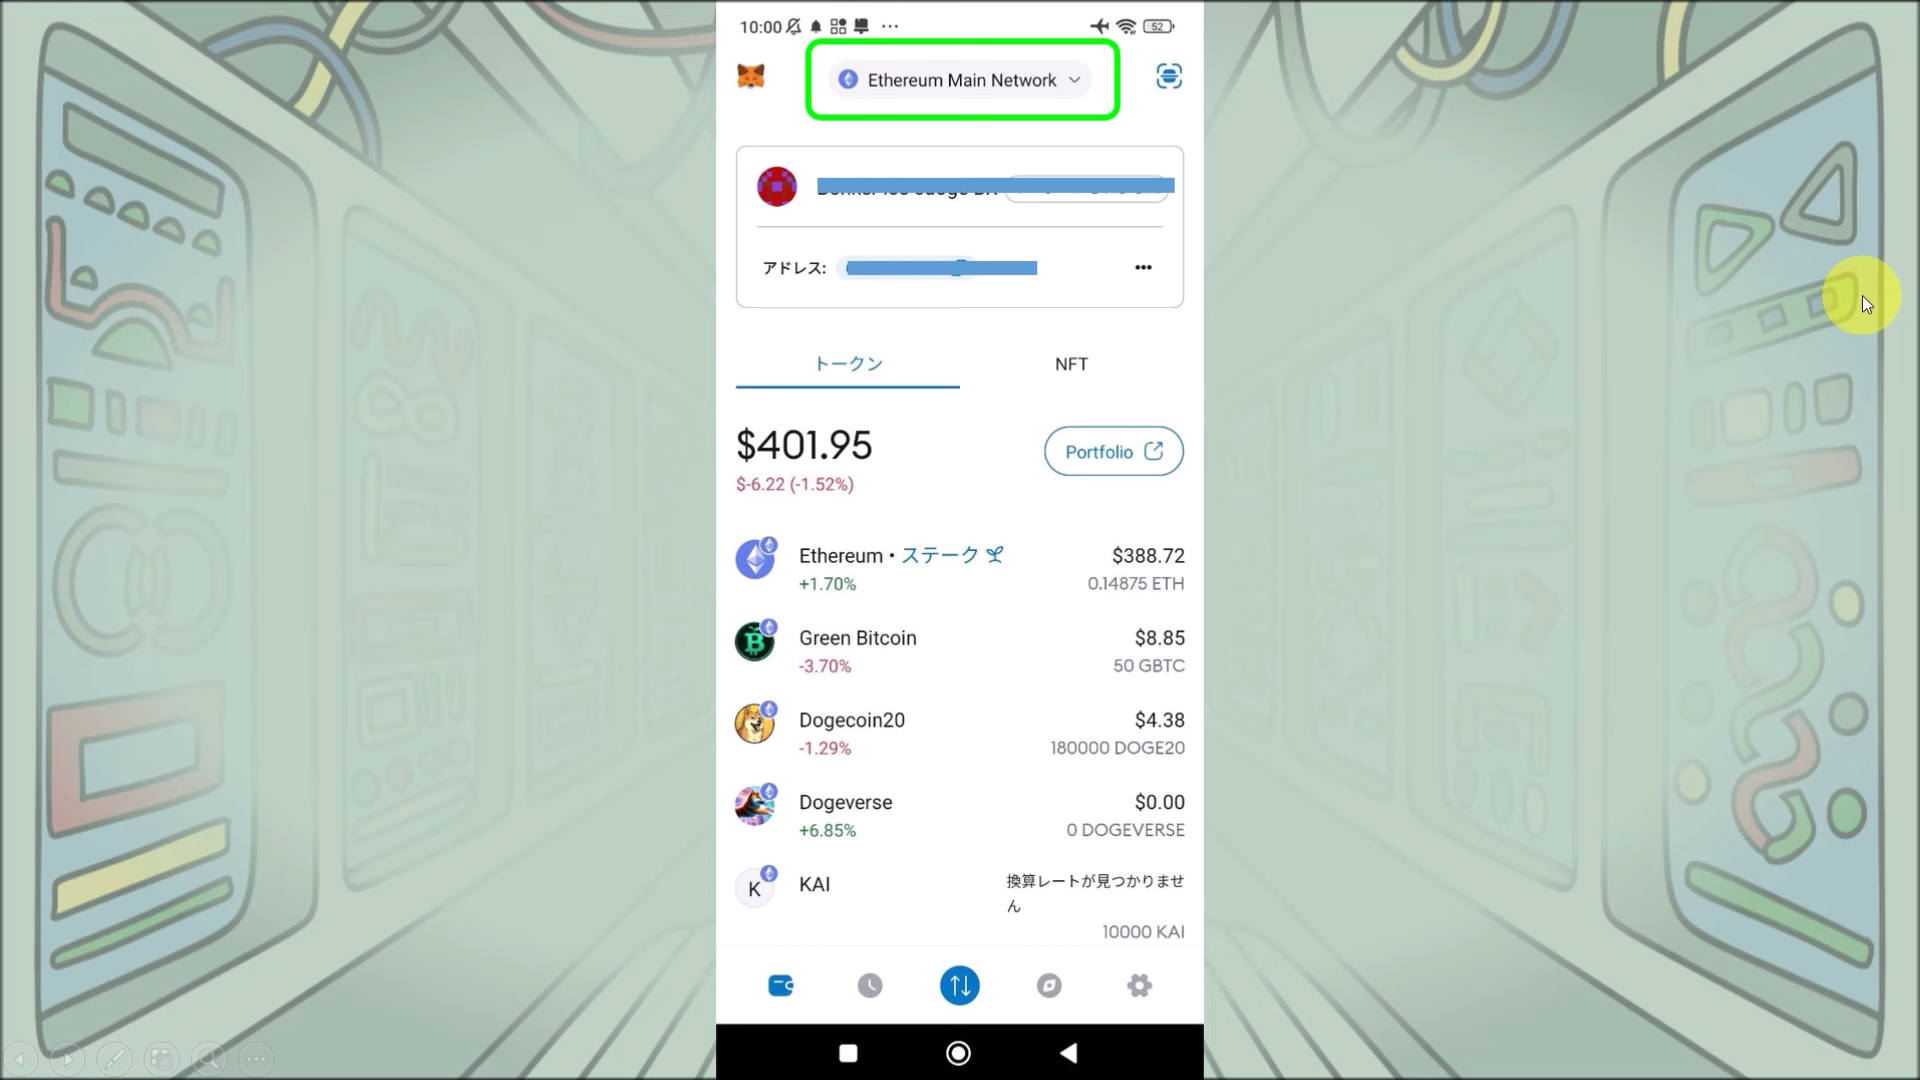 10:00
52
Ethereum Main Network
アドレス:
トークン
NFT
$401.95
Portfolio
$-6.22 (-1.52%)
Ethereum • ステーク
$388.72
+1.70%
0.14875 ETH
Green Bitcoin
$8.85
-3.70%
50 GBTC
Dogecoin20
$4.38
-1.29%
180000 DOGE20
Dogeverse
$0.00
+6.85%
0 DOGEVERSE
K
KAI
換算レートが見つかりませ
ん
10000 KAI